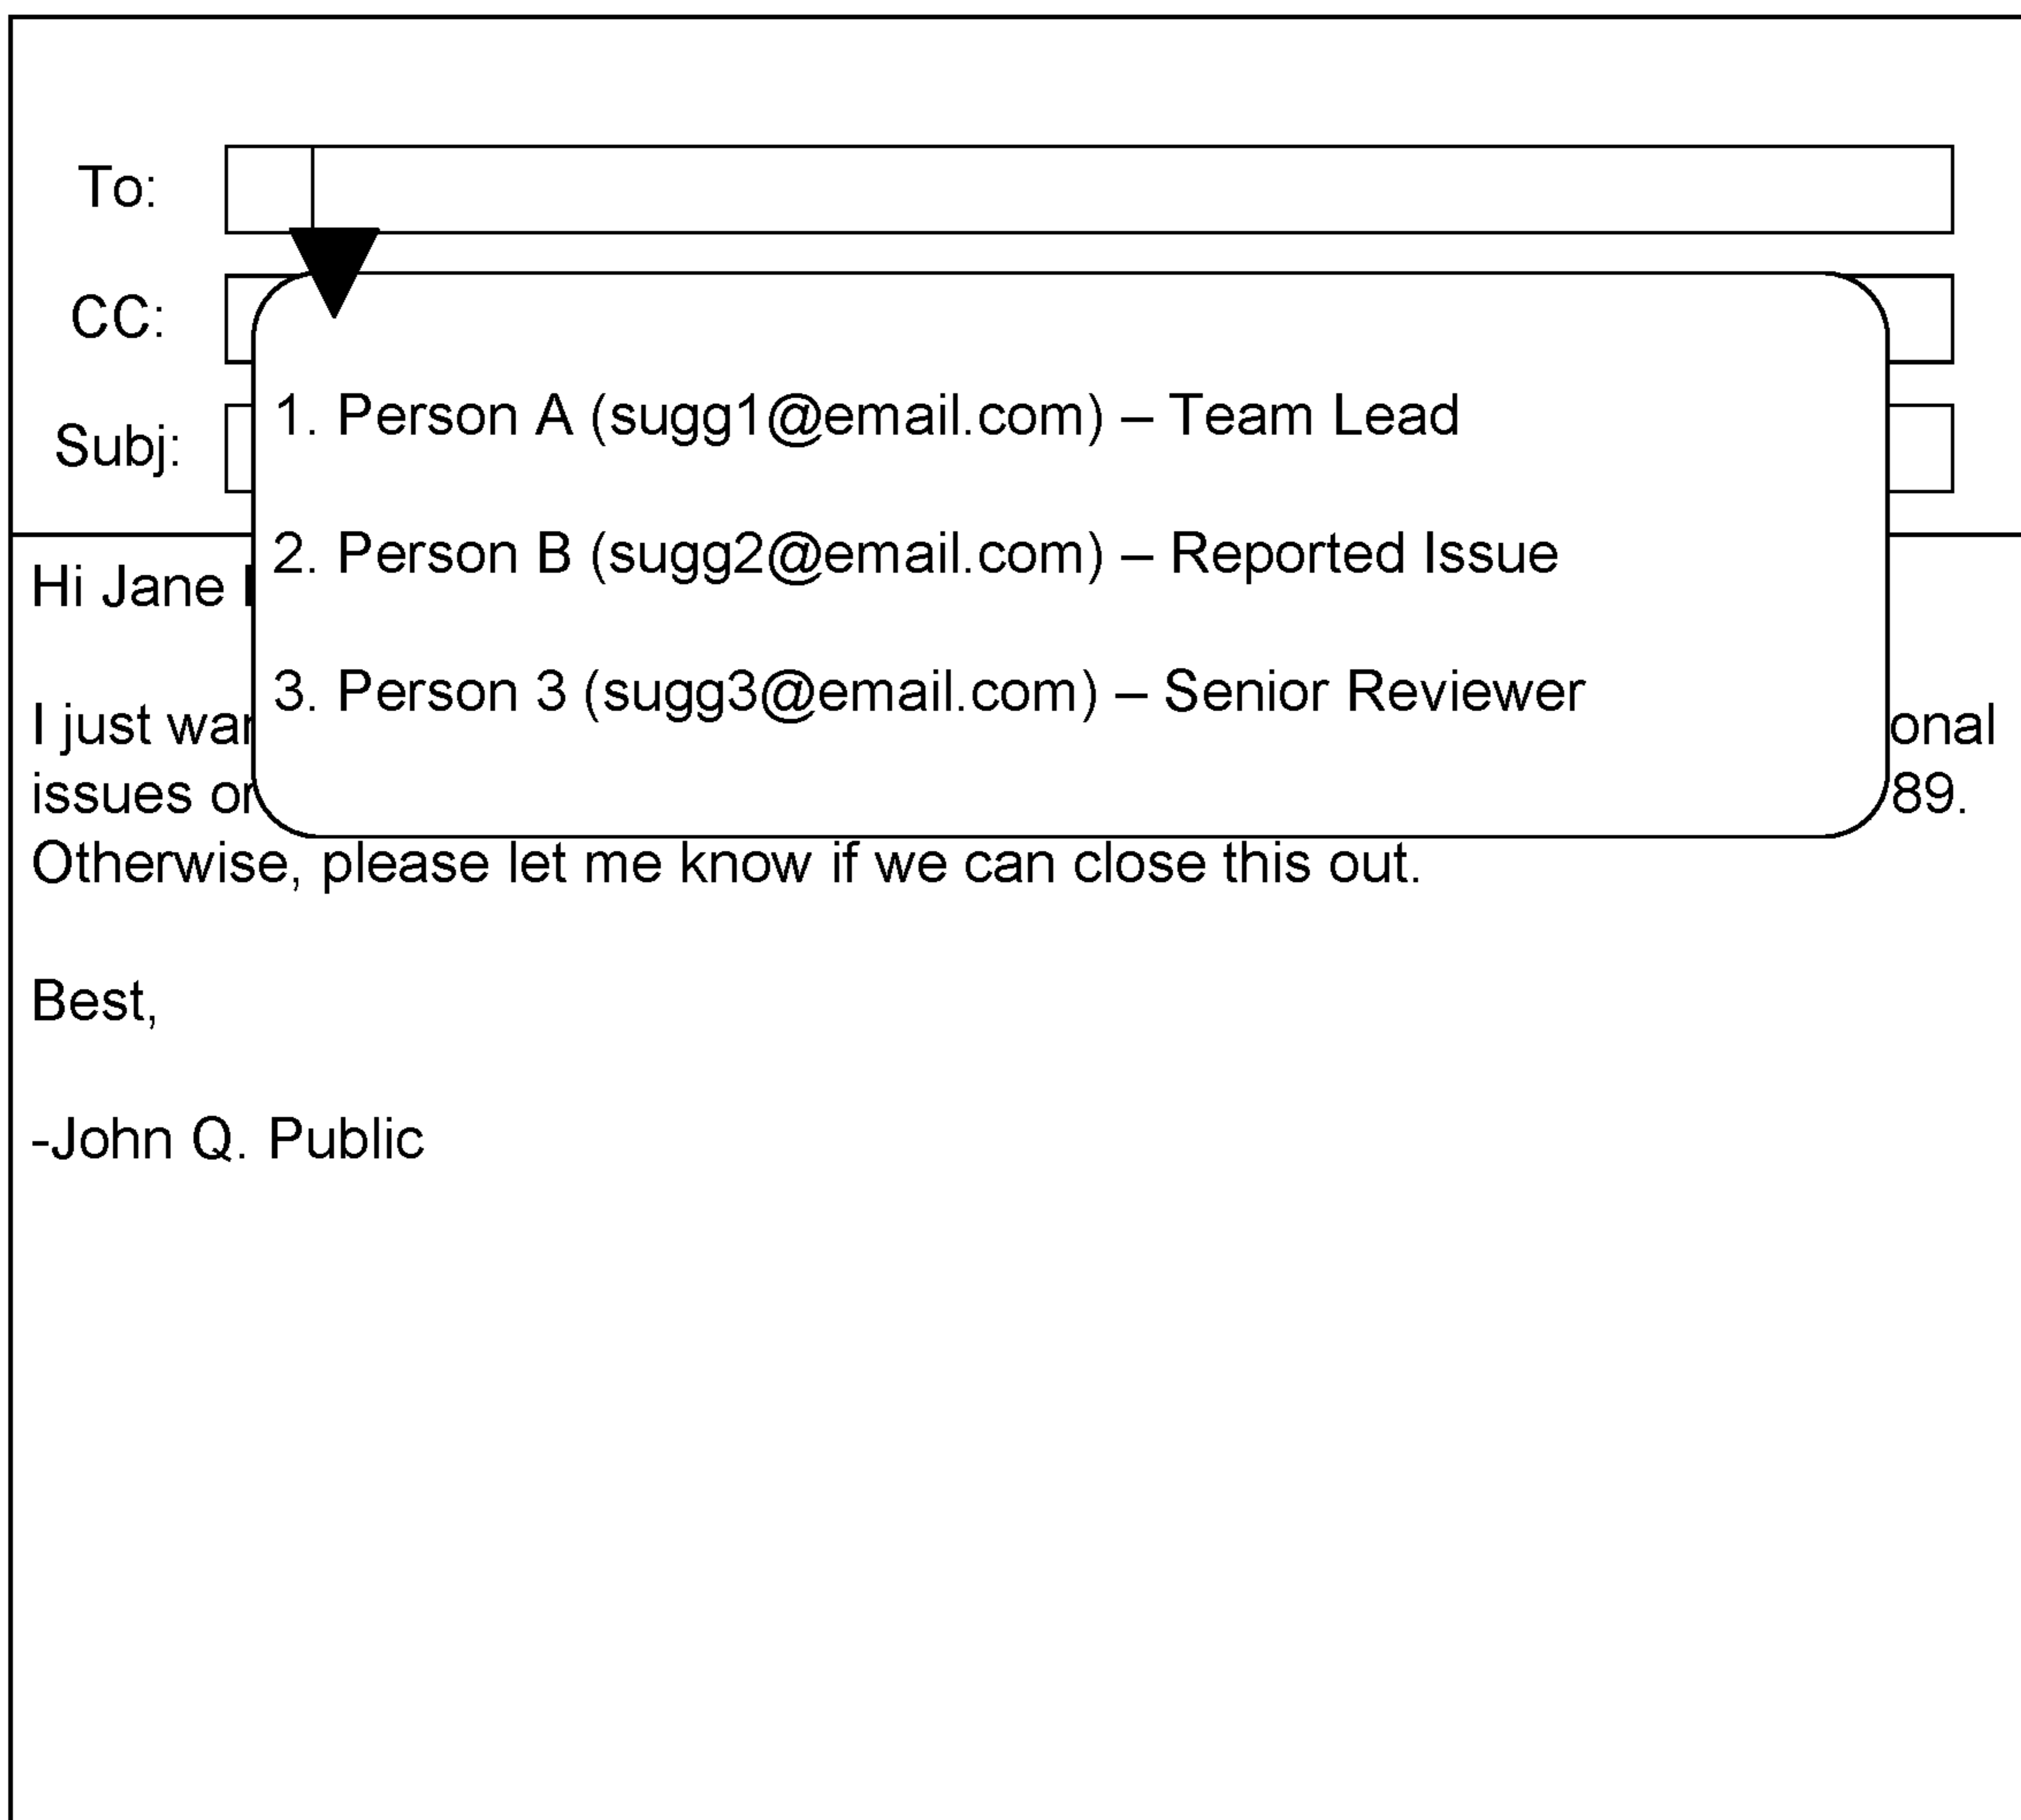 To:
CC:
Subj:
1. Person A (sugg1@email.com) – Team Lead
2. Person B (sugg2@email.com) – Reported Issue
3. Person 3 (sugg3@email.com) – Senior Reviewer
Hi Jane
I just onal
issues 89.
Otherwise, please let me know if we can close this out.
Best,
-John Q. Public